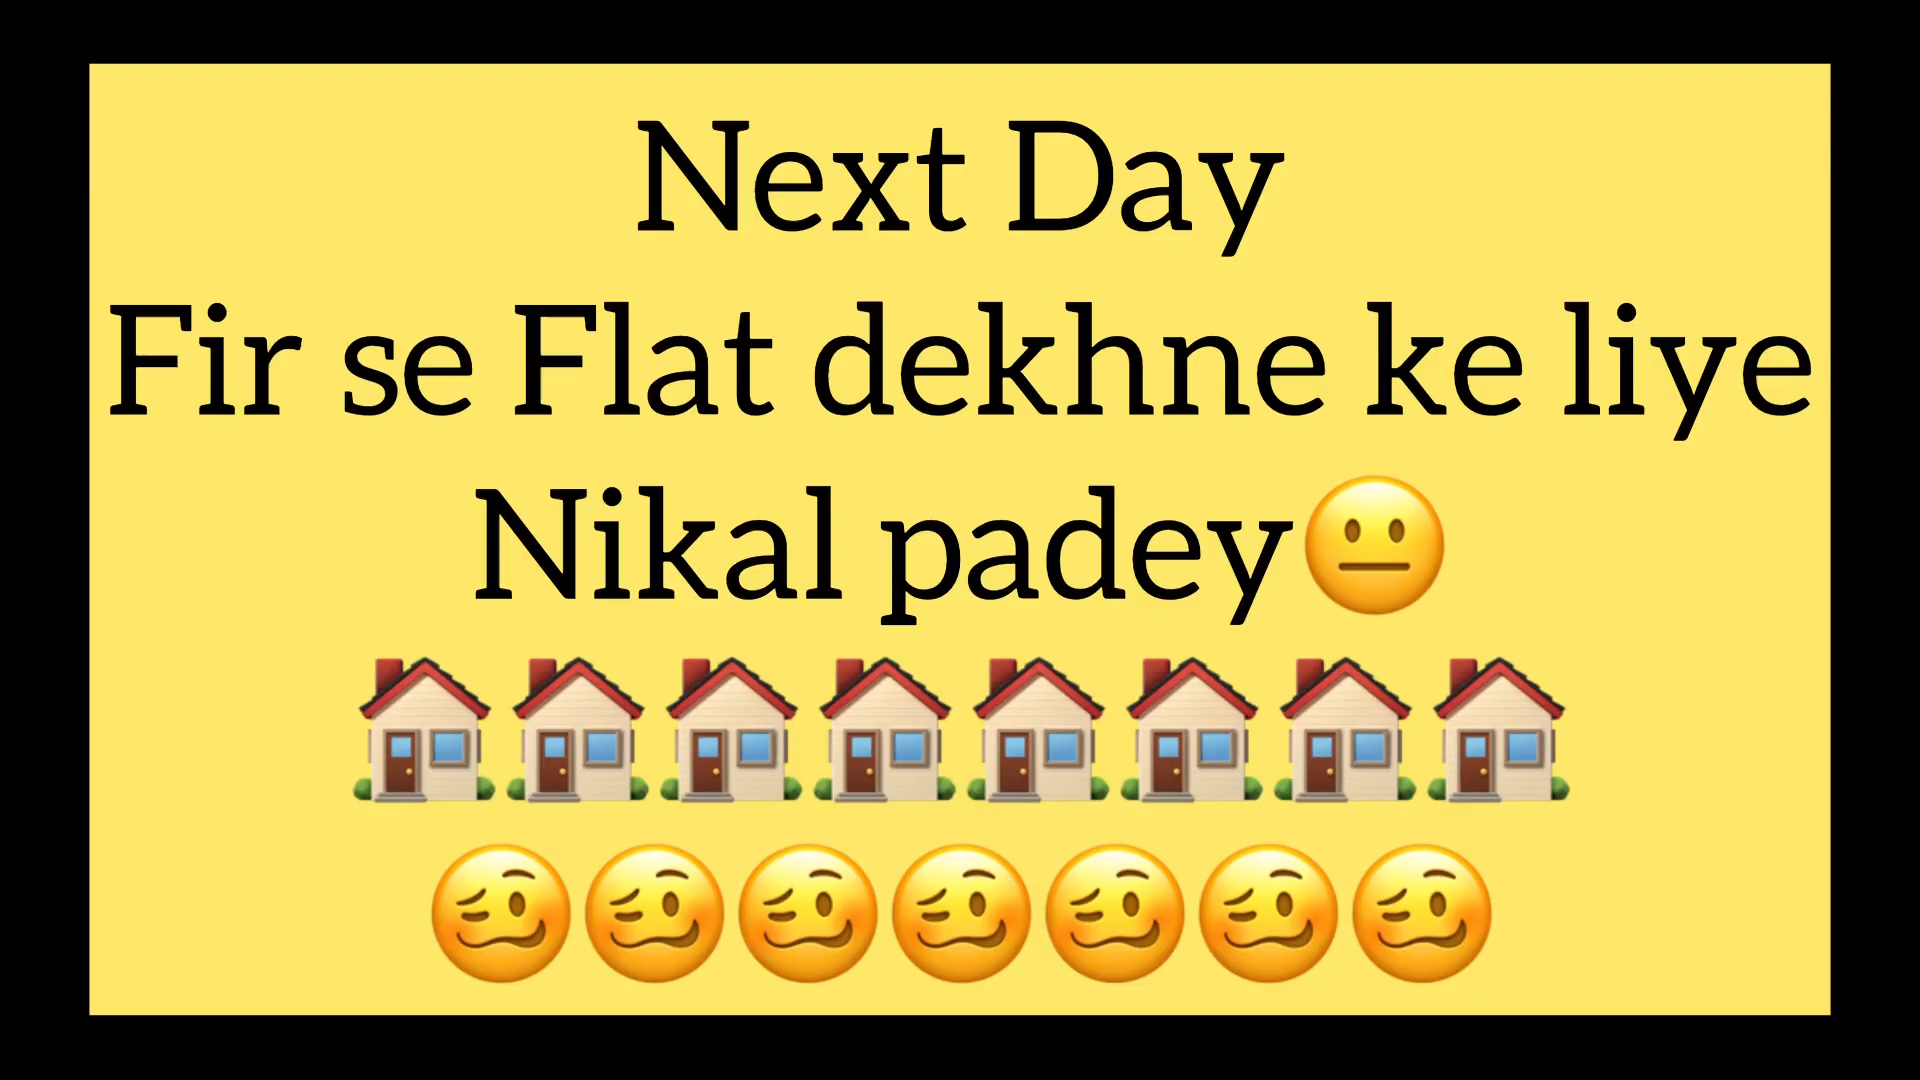 Next Day
Fir se Flat dekhne ke liye
Nikal padey😐
🏠🏠🏠🏠🏠🏠🏠🏠
🥴🥴🥴🥴🥴🥴🥴